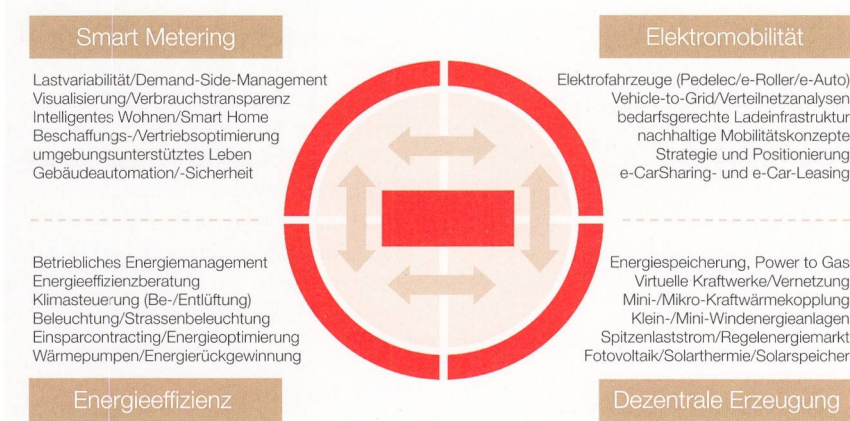 Smart Metering
Lastvariabilität/Demand-Side-Management
Visualisierung/Verbrauchstransparenz
Intelligentes Wohnen/Smart Home
Beschaffungs-/Vertriebsoptimierung
umgebungsunterstütztes Leben
Gebäudeautomation/-Sicherheit
Elektromobilität
Elektrofahrzeuge (Pedelec/e-Roller/e-Auto)
Vehicle-to-Grid/Verteilnetzanalysen
bedarfsgerechte Ladeinfrastruktur
nachhaltige Mobilitätskonzepte
Strategie und Positionierung
e-CarSharing- und e-Car-Leasing
Betriebliches Energiemanagement
Energieeffizienzberatung
Klimasteuerung (Be-/Entlüftung)
Beleuchtung/Strassenbeleuchtung
Einsparcontracting/Energieoptimierung
Wärmepumpen/Energierückgewinnung
Energieeffizienz
Energiespeicherung, Power to Gas
Virtuelle Kraftwerke/Vernetzung
Mini-/Mikro-Kraftwärmekopplung
Klein-/Mini-Windenergieanlagen
Spitzenlaststrom/Regelenergiemarkt
Fotovoltaik/Solarthermie/Solarspeicher
Dezentrale Erzeugung